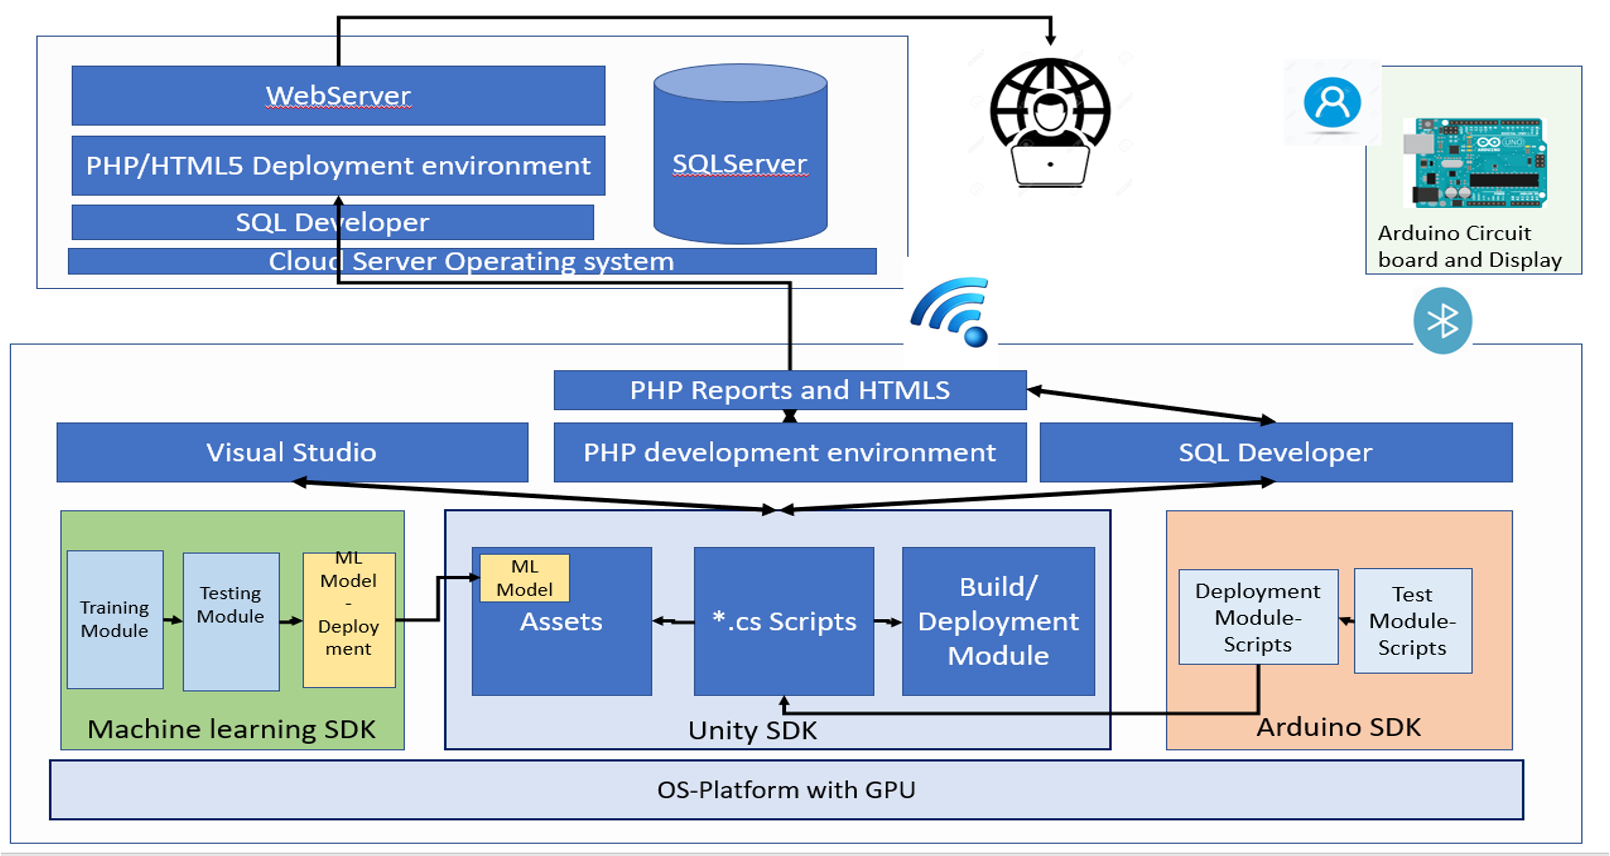 WebServer
PHP/HTML5 Deployment environment
SQL Developer
Cloud Server Operating system
SQLServer
UNO
ARDUINO
Arduino Circuit
board and Display
PHP Reports and HTMLS
Visual Studio
PHP development environment
SQL Developer
Training
Module
Testing
Module
ML
Model
-
Deploy
ment
Machine learning SDK
ML
Model
Assets
*.cs Scripts
Build/
Deployment
Module
Unity SDK
Deployment
Module-
Scripts
Test
Module-
Scripts
Arduino SDK
OS-Platform with GPU